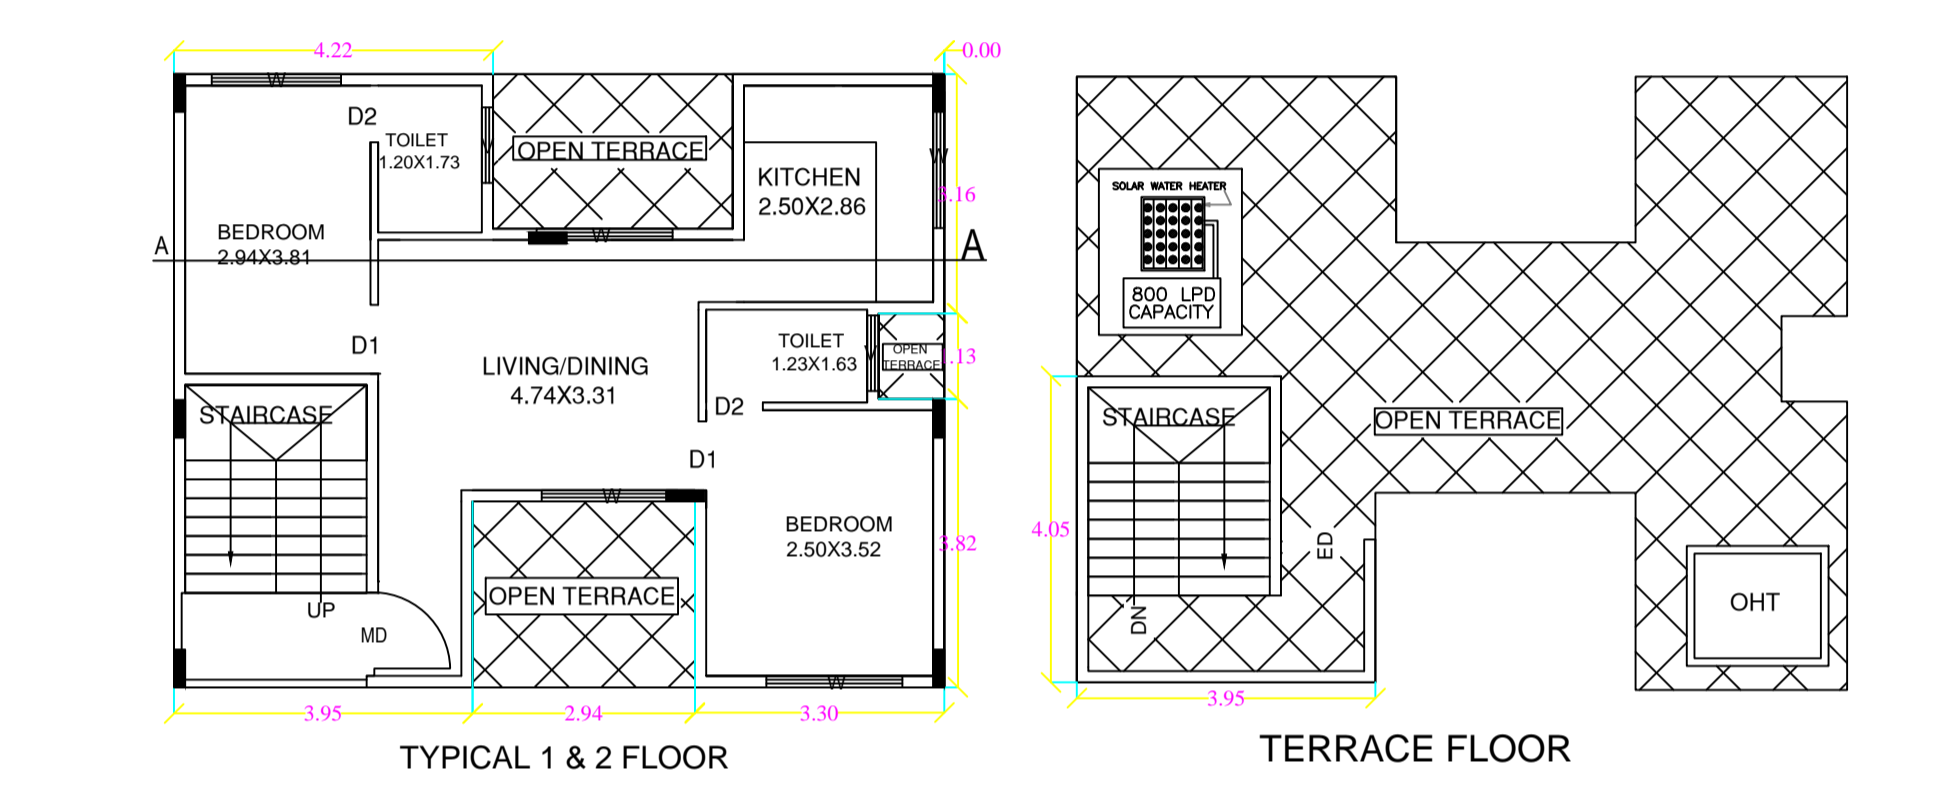 4.22
0.00
W
D2
TOILET
1.20X1.73
W
OPEN TERRACE
W
KITCHEN
2.50X2.86
W
3.16
BEDROOM
2.94X3.81
A
A
D1
LIVING/DINING
4.74X3.31
TOILET
1.23X1.63
W
OPEN
TERRACE
1.13
D2
STAIRCASE
D1
W
BEDROOM
2.50X3.52
3.82
OPEN TERRACE
UP
MD
W
3.95
2.94
3.30
TYPICAL 1 & 2 FLOOR
SOLAR WATER HEATER
800 LPD
CAPACITY
STAIRCASE
OPEN TERRACE
4.05
ED
DN
OHT
3.95
TERRACE FLOOR